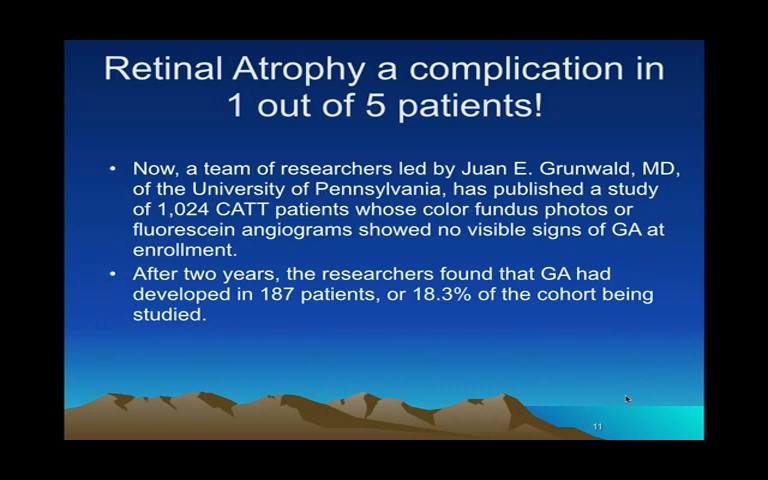 Retinal Atrophy a complication in
1 out of 5 patients!
• Now, a team of researchers led by Juan E. Grunwald, MD,
of the University of Pennsylvania, has published a study
of 1,024 CATT patients whose color fundus photos or
fluorescein angiograms showed no visible signs of GA at
enrollment.
• After two years, the researchers found that GA had
developed in 187 patients, or 18.3% of the cohort being
studied.
11